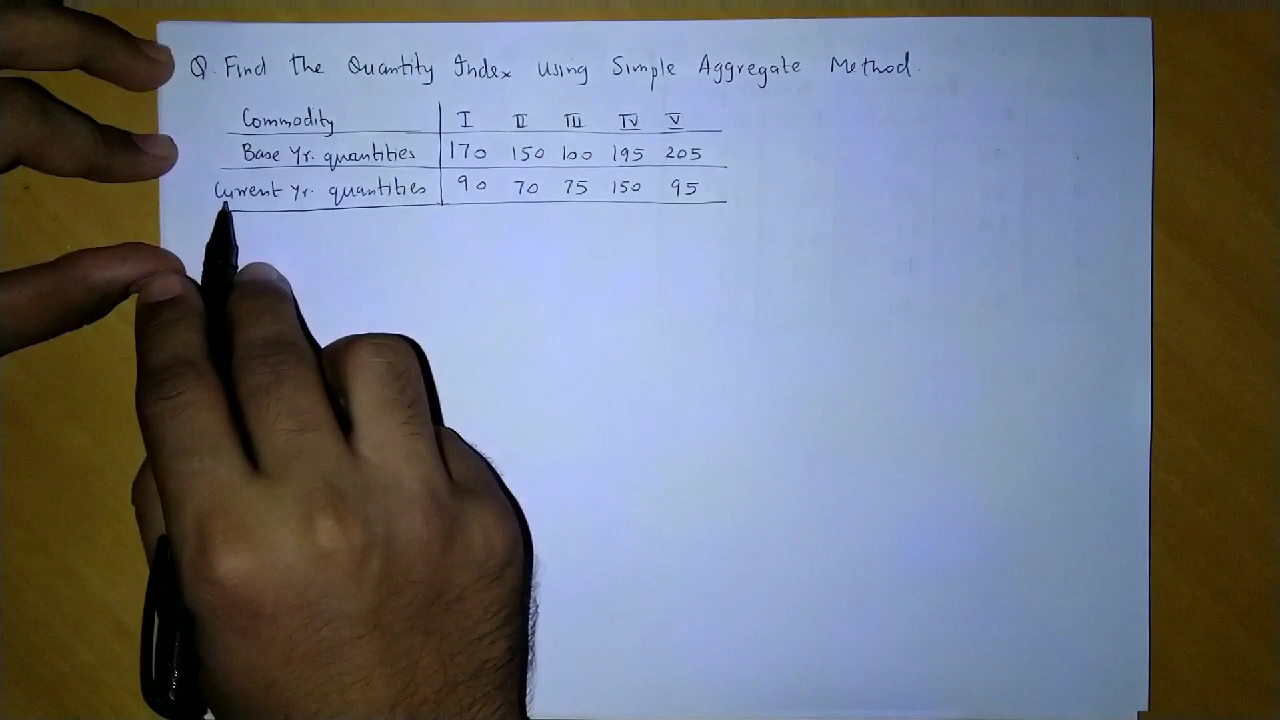 Q. Find the Quantity Index using Simple Aggregate Method.
Commodity I II III IV V
Base Yr. quantities 170 150 100 195 205
Current Yr. quantities 90 70 75 150 95